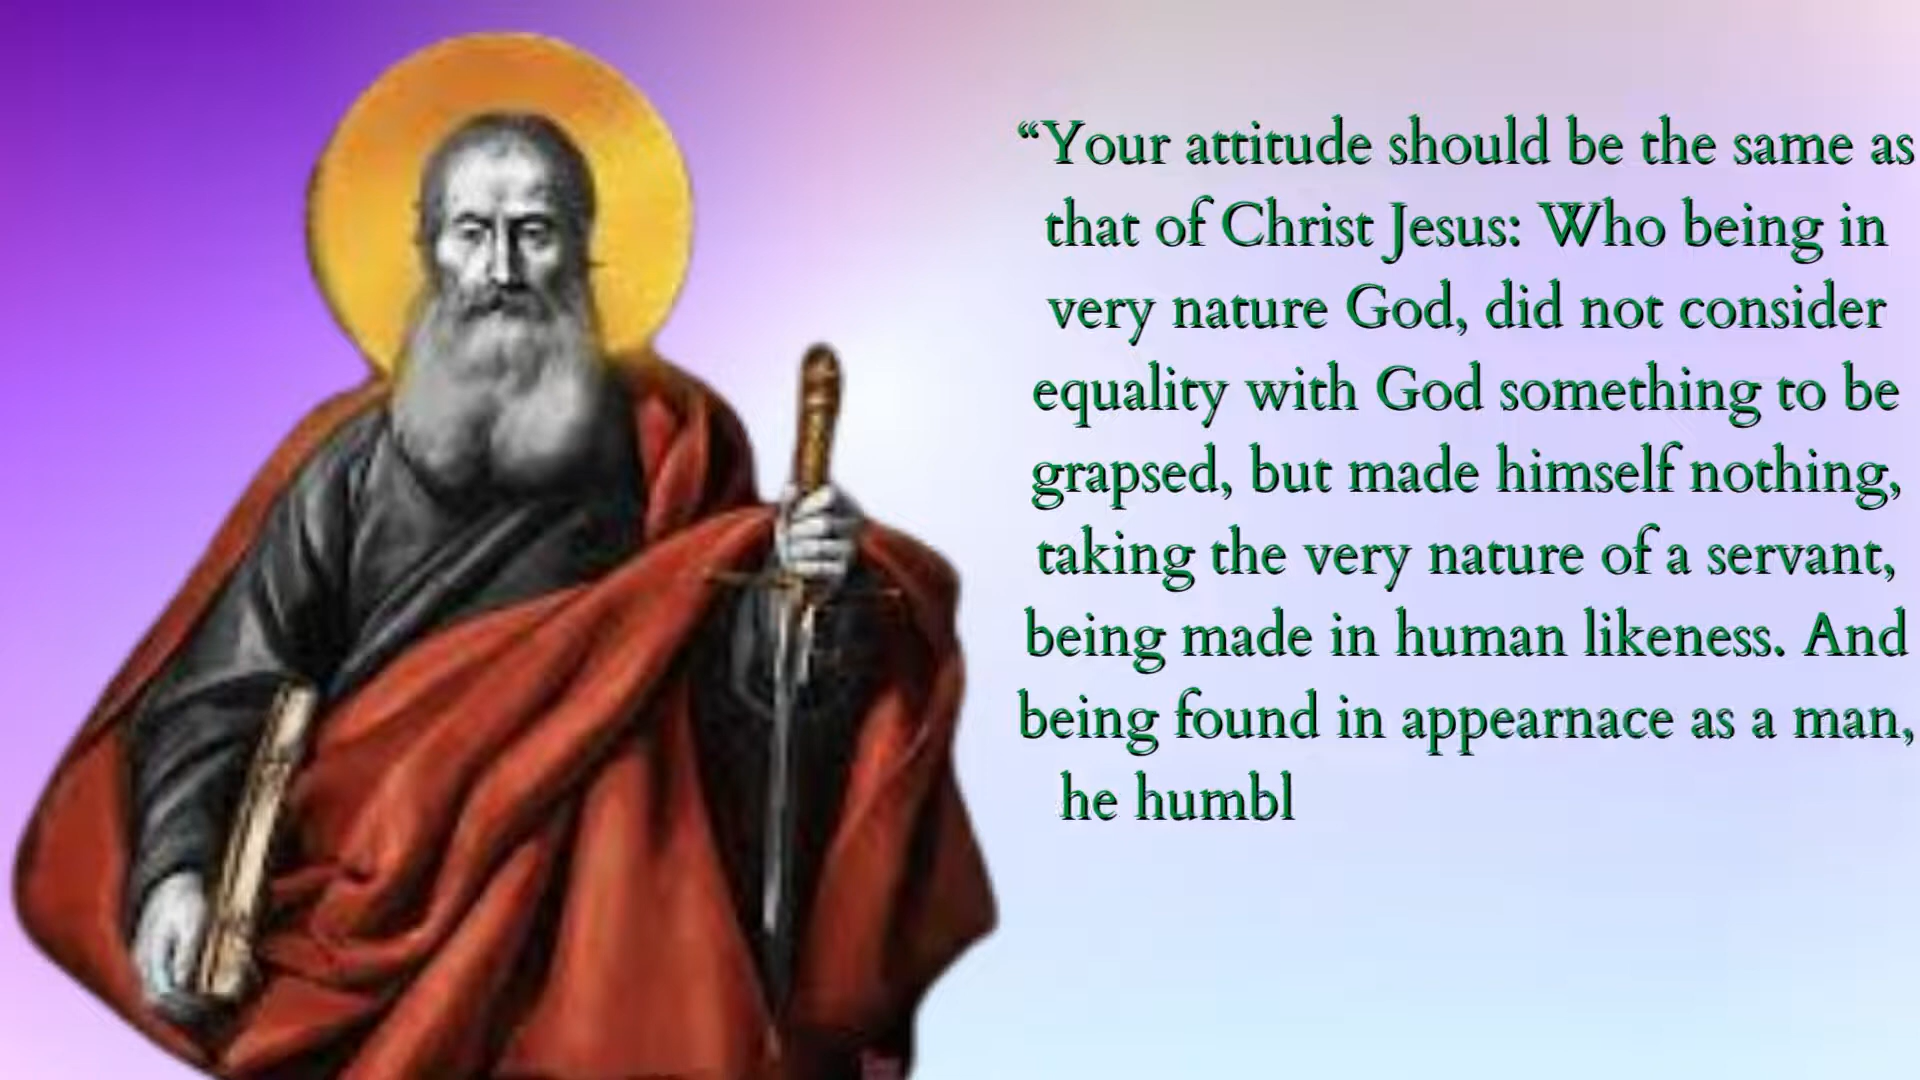 “Your attitude should be the same as
that of Christ Jesus: Who being in
very nature God, did not consider
equality with God something to be
grapsed, but made himself nothing,
taking the very nature of a servant,
being made in human likeness. And
being found in appearnace as a man,
he humbl